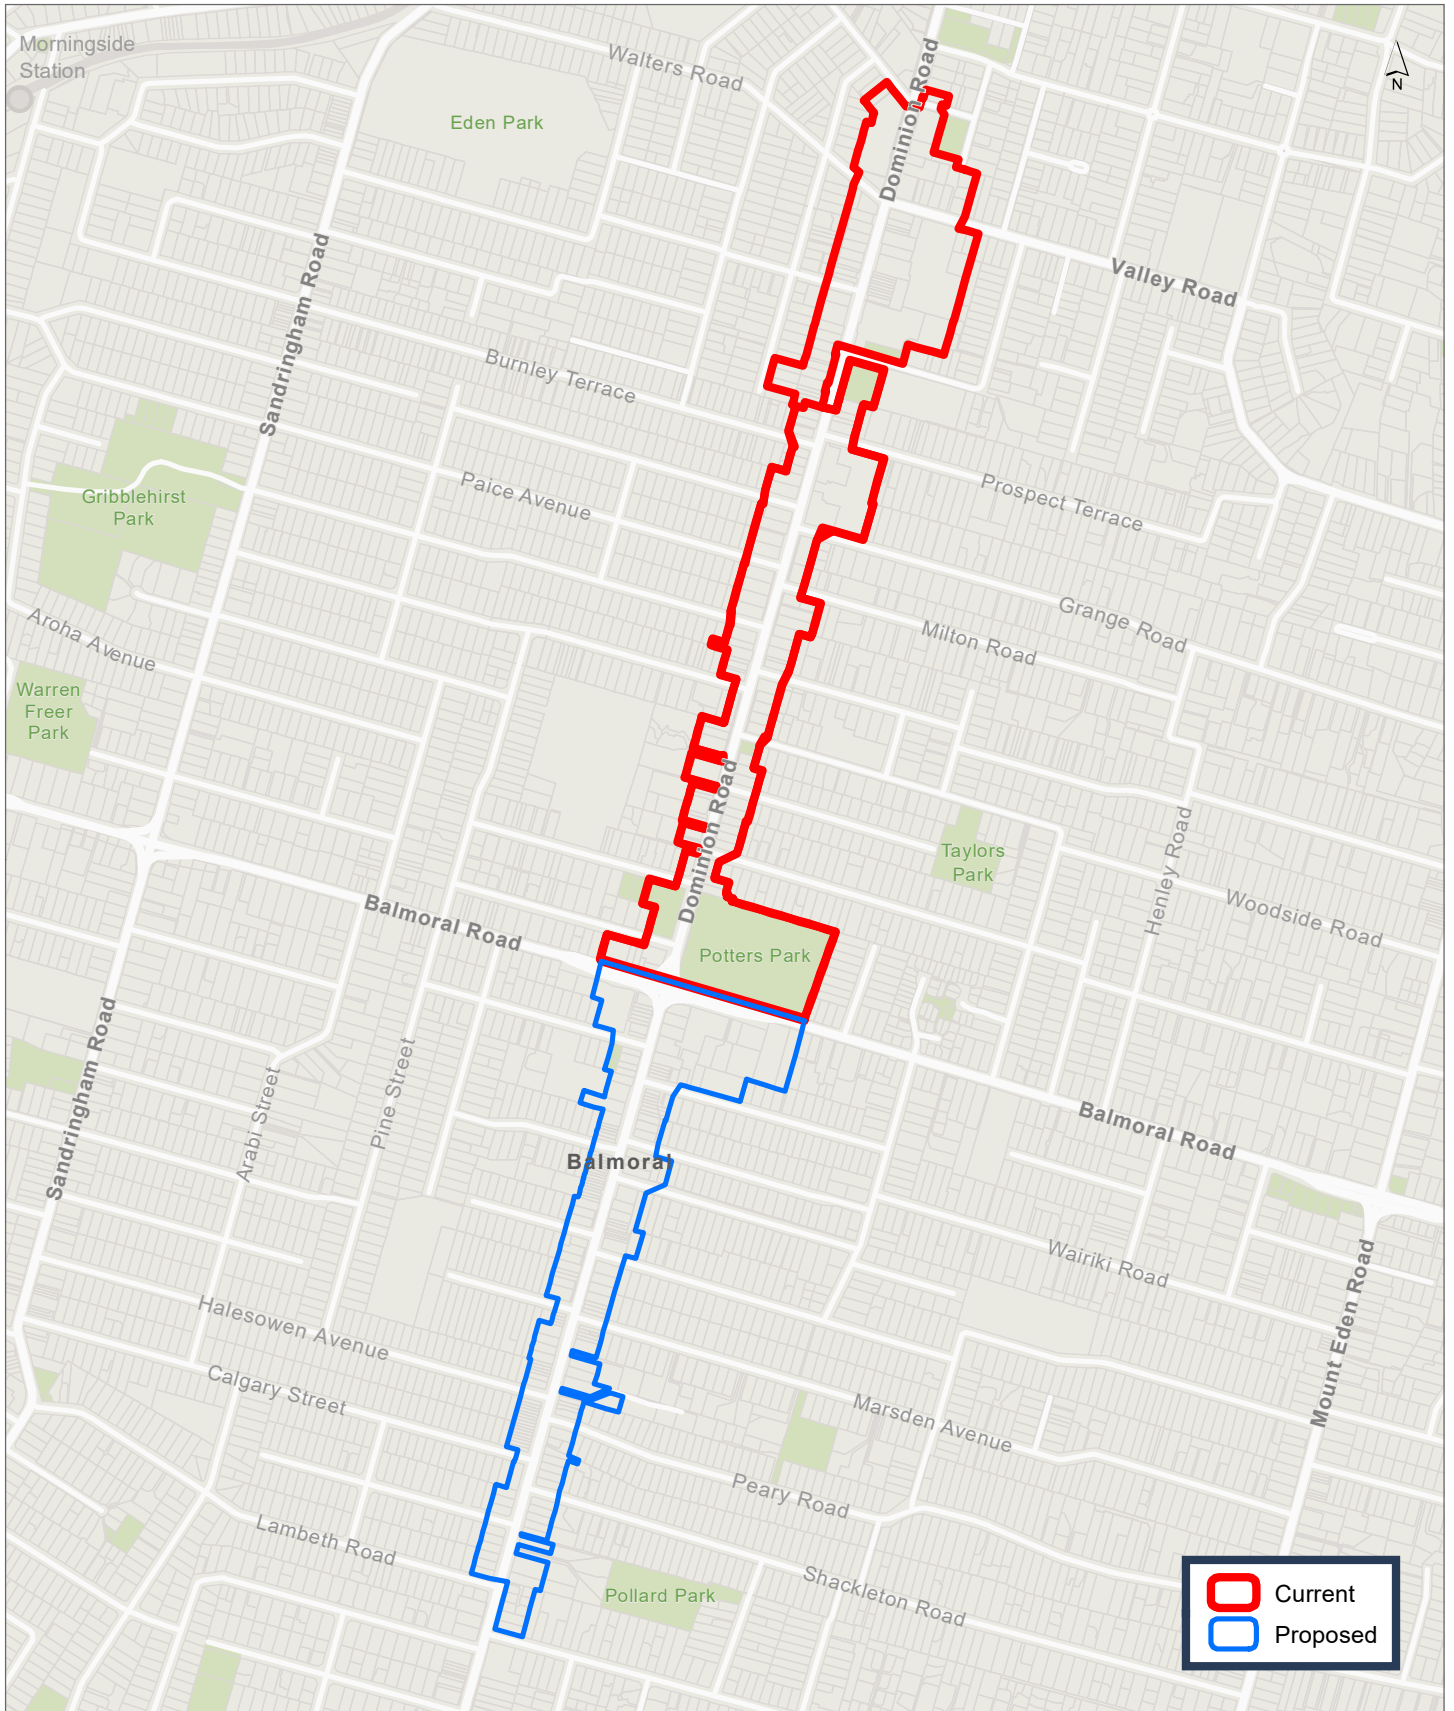 Morningside
Station
Walters Road
Dominion Road
N
Eden Park
Dominion Road
Valley Road
Sandringham Road
Burnley Terrace
Paice Avenue
Prospect Terrace
Gribblehirst
Park
Grange Road
Milton Road
Aroha Avenue
Warren
Freer
Park
Dominion Road
Taylors
Park
Henley Road
Woodside Road
Balmoral Road
Potters Park
Sandringham Road
Arabi Street
Pine Street
Balmoral Road
Balmoral
Wairiki Road
Mount Eden Road
Halesowen Avenue
Calgary Street
Marsden Avenue
Peary Road
Lambeth Road
Shackleton Road
Pollard Park
Current
Proposed